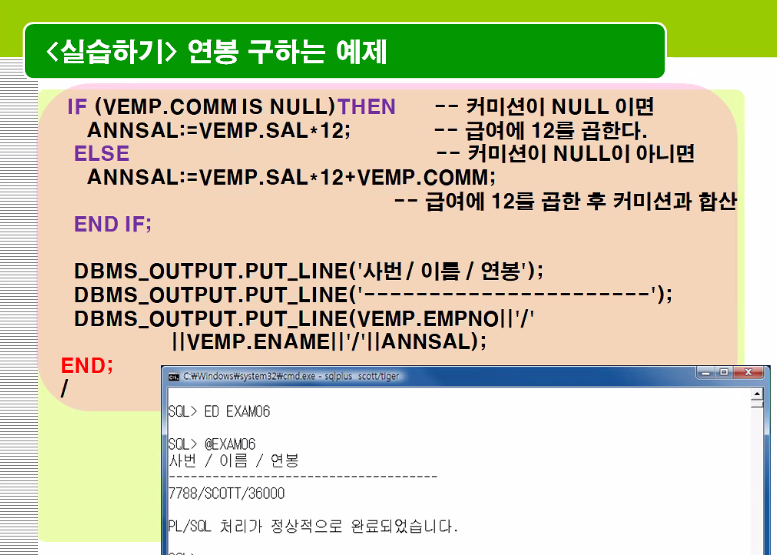 <실습하기> 연봉 구하는 예제
IF (VEMP.COMM IS NULL)THEN -- 커미션이 NULL 이면
ANNSAL:=VEMP.SAL*12; -- 급여에 12를 곱한다.
ELSE -- 커미션이 NULL이 아니면
ANNSAL:=VEMP.SAL*12+VEMP.COMM;
-- 급여에 12를 곱한 후 커미션과 합산
END IF;
DBMS_OUTPUT.PUT_LINE('사번 / 이름 / 연봉');
DBMS_OUTPUT.PUT_LINE('----------------------');
DBMS_OUTPUT.PUT_LINE(VEMP.EMPNO||'/'
||VEMP.ENAME||'/'||ANNSAL);
END;
/
C:₩Windows₩system32₩cmd.exe - sqlplus scott/tiger
SQL> ED EXAM06
SQL> @EXAM06
사번 / 이름 / 연봉
------------------------------------
7788/SCOTT/36000
PL/SQL 처리가 정상적으로 완료되었습니다.